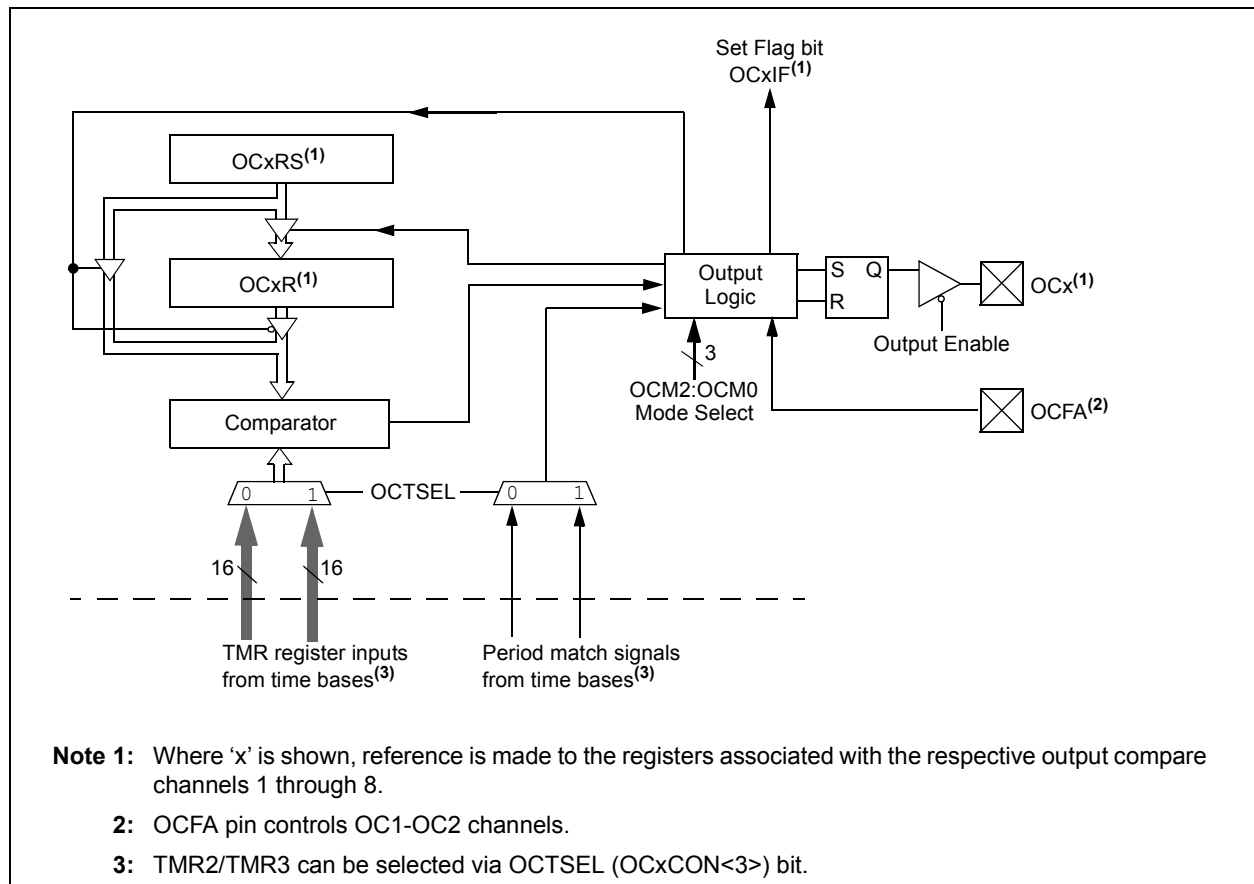 Set Flag bit
OCxIF(1)
OCxRS(1)
OCxR(1)
Output
Logic
S Q
R
OCx(1)
Output Enable
3
OCM2:OCM0
Mode Select
OCFA(2)
Comparator
0 1
OCTSEL
0 1
16
16
TMR register inputs
from time bases(3)
Period match signals
from time bases(3)
Note 1: Where ‘x’ is shown, reference is made to the registers associated with the respective output compare
channels 1 through 8.
2: OCFA pin controls OC1-OC2 channels.
3: TMR2/TMR3 can be selected via OCTSEL (OCxCON<3>) bit.